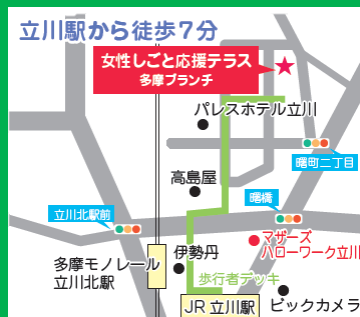 立川駅から徒歩7分
女性しごと応援テラス
多摩ブランチ
パレスホテル立川
曙町二丁目
高島屋
立川北駅前
曙橋
マザーズ
ハローワーク立川
伊勢丹
多摩モノレール
立川北駅
歩行者デッキ
JR 立川駅
ビックカメラ